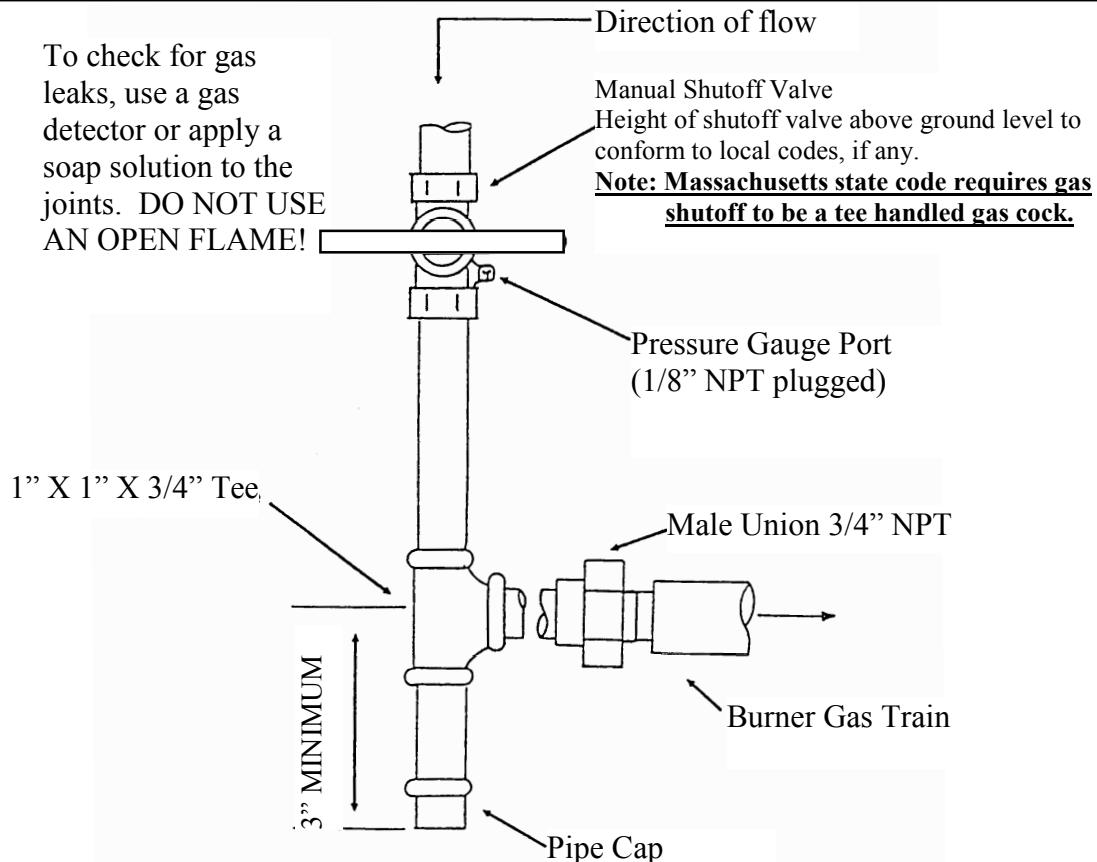 Direction of flow
To check for gas
leaks, use a gas
detector or apply a
soap solution to the
joints.  DO NOT USE
AN OPEN FLAME!
Manual Shutoff Valve
Height of shutoff valve above ground level to
conform to local codes, if any.
Note: Massachusetts state code requires gas
shutoff to be a tee handled gas cock.
Pressure Gauge Port
(1/8” NPT plugged)
1” X 1” X 3/4” Tee
Male Union 3/4” NPT
3” MINIMUM
Burner Gas Train
Pipe Cap